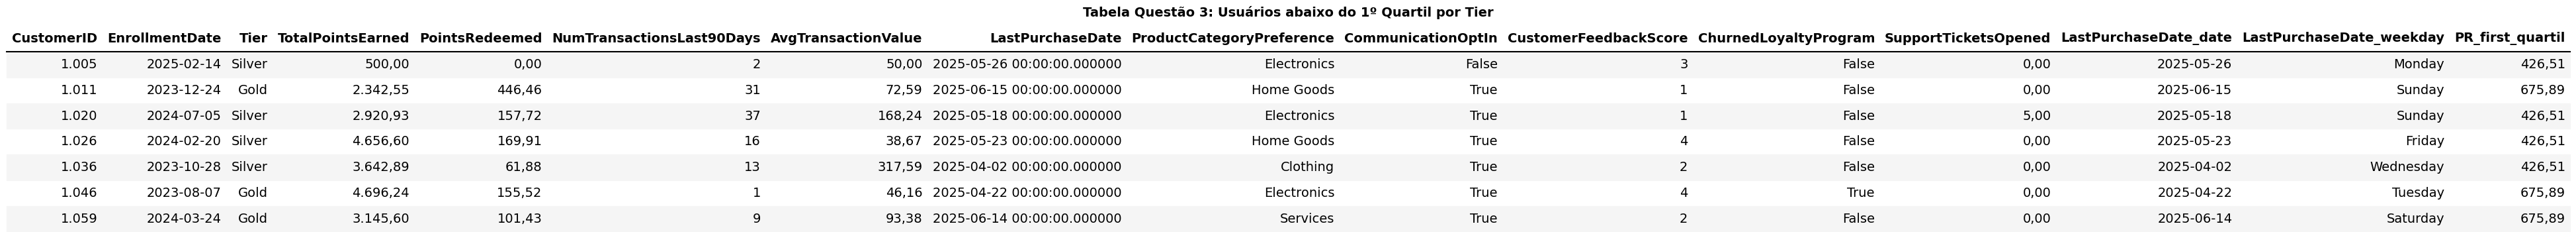 Tabela Questão 3: Usuários abaixo do 1º Quartil por Tier
CustomerID EnrollmentDate Tier TotalPointsEarned PointsRedeemed NumTransactionsLast90Days AvgTransactionValue LastPurchaseDate ProductCategoryPreference CommunicationOptIn CustomerFeedbackScore ChurnedLoyaltyProgram SupportTicketsOpened LastPurchaseDate_date LastPurchaseDate_weekday PR_first_quartil
1.005 2025-02-14 Silver 500,00 0,00 2 50,00 2025-05-26 00:00:00.000000 Electronics False 3 False 0,00 2025-05-26 Monday 426,51
1.011 2023-12-24 Gold 2.342,55 446,46 31 72,59 2025-06-15 00:00:00.000000 Home Goods True 1 False 0,00 2025-06-15 Sunday 675,89
1.020 2024-07-05 Silver 2.920,93 157,72 37 168,24 2025-05-18 00:00:00.000000 Electronics True 1 False 5,00 2025-05-18 Sunday 426,51
1.026 2024-02-20 Silver 4.656,60 169,91 16 38,67 2025-05-23 00:00:00.000000 Home Goods True 4 False 0,00 2025-05-23 Friday 426,51
1.036 2023-10-28 Silver 3.642,89 61,88 13 317,59 2025-04-02 00:00:00.000000 Clothing True 2 False 0,00 2025-04-02 Wednesday 426,51
1.046 2023-08-07 Gold 4.696,24 155,52 1 46,16 2025-04-22 00:00:00.000000 Electronics True 4 True 0,00 2025-04-22 Tuesday 675,89
1.059 2024-03-24 Gold 3.145,60 101,43 9 93,38 2025-06-14 00:00:00.000000 Services True 2 False 0,00 2025-06-14 Saturday 675,89